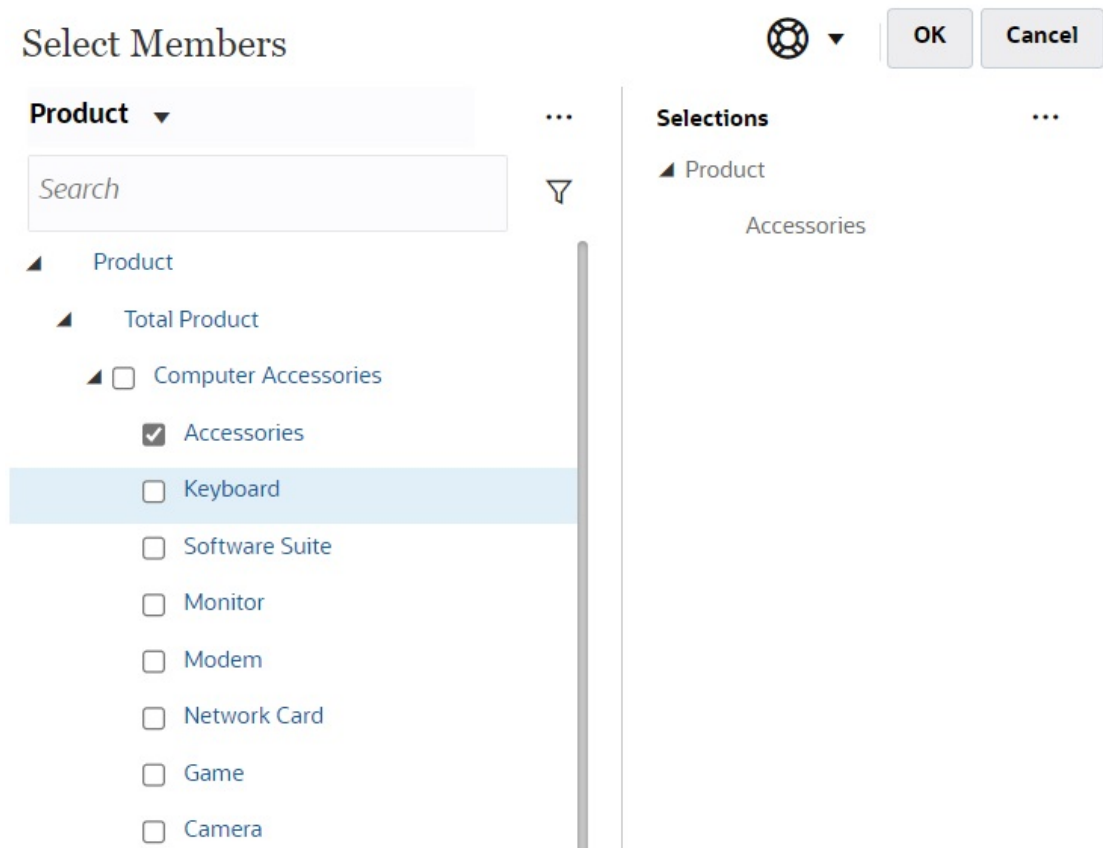 Select Members
OK
Cancel
Product
Search
Product
Total Product
Computer Accessories
Accessories
Keyboard
Software Suite
Monitor
Modem
Network Card
Game
Camera
Selections
Product
Accessories